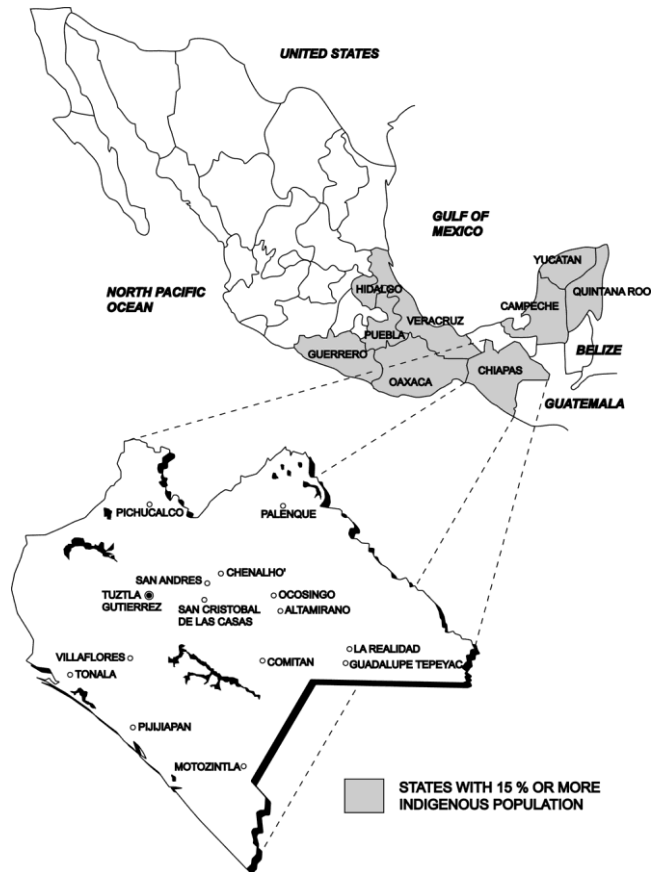 UNITED STATES
GULF OF
MEXICO
NORTH PACIFIC
OCEAN
YUCATAN
QUINTANA ROO
CAMPECHE
HIDALGO
VERACRUZ
PUEBLA
GUERRERO
OAXACA
CHIAPAS
BELIZE
GUATEMALA
PICHUCALCO
PALENQUE
CHENALHO'
SAN ANDRES
TUZTLA
GUTIERREZ
SAN CRISTOBAL
DE LAS CASAS
OCOSINGO
ALTAMIRANO
VILLAFLORES
TONALA
COMITAN
LA REALIDAD
GUADALUPE TEPEYAC
PIJIJIAPAN
MOTOZINTLA
STATES WITH 15 % OR MORE
INDIGENOUS POPULATION